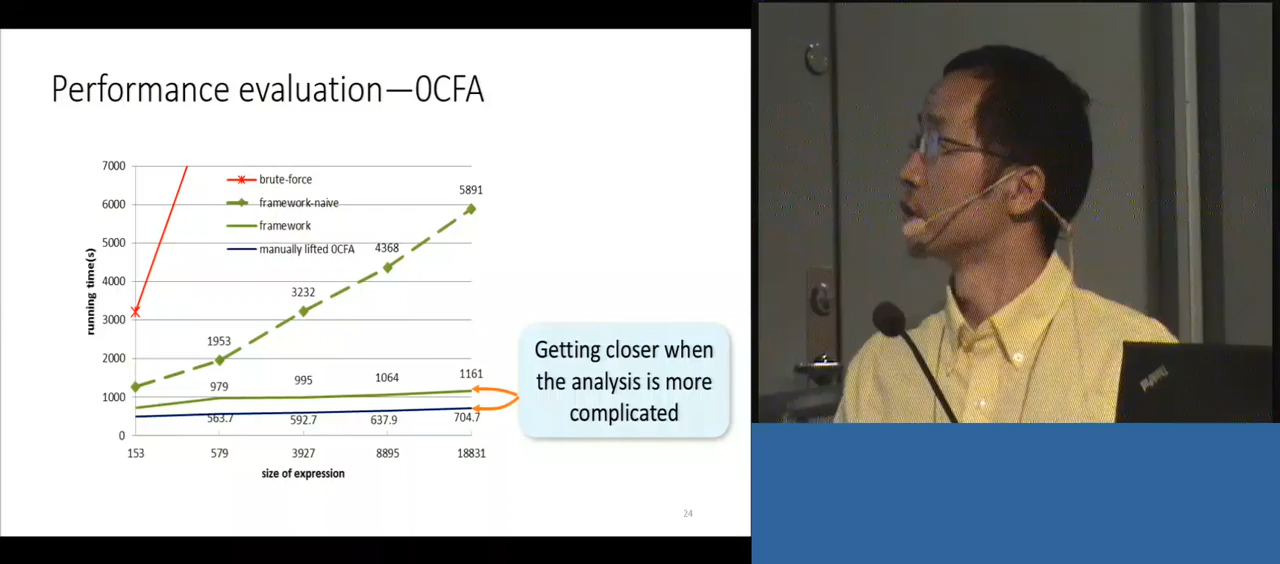 Performance evaluation—0CFA
7000
6000
5000
4000
3000
2000
1000
0
running time(s)
brute-force
framework-naive
framework
manually lifted 0CFA
5891
4368
3232
1953
979
995
1064
1161
563.7
592.7
637.9
704.7
153
579
3927
8895
18831
size of expression
Getting closer when
the analysis is more
complicated
24
ThinkPad